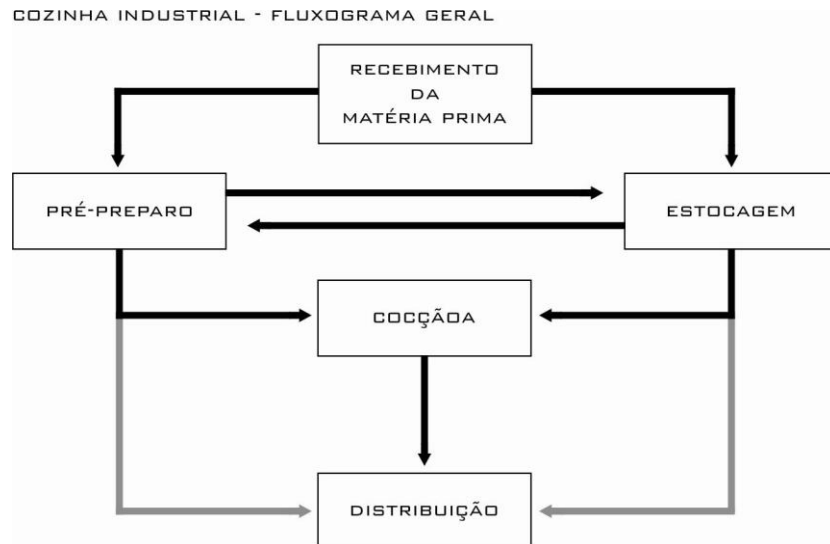 COZINHA INDUSTRIAL - FLUXOGRAMA GERAL
RECEBIMENTO
DA
MATÉRIA PRIMA
PRÉ-PREPARO
ESTOCAGEM
COCÇÃOA
DISTRIBUIÇÃO